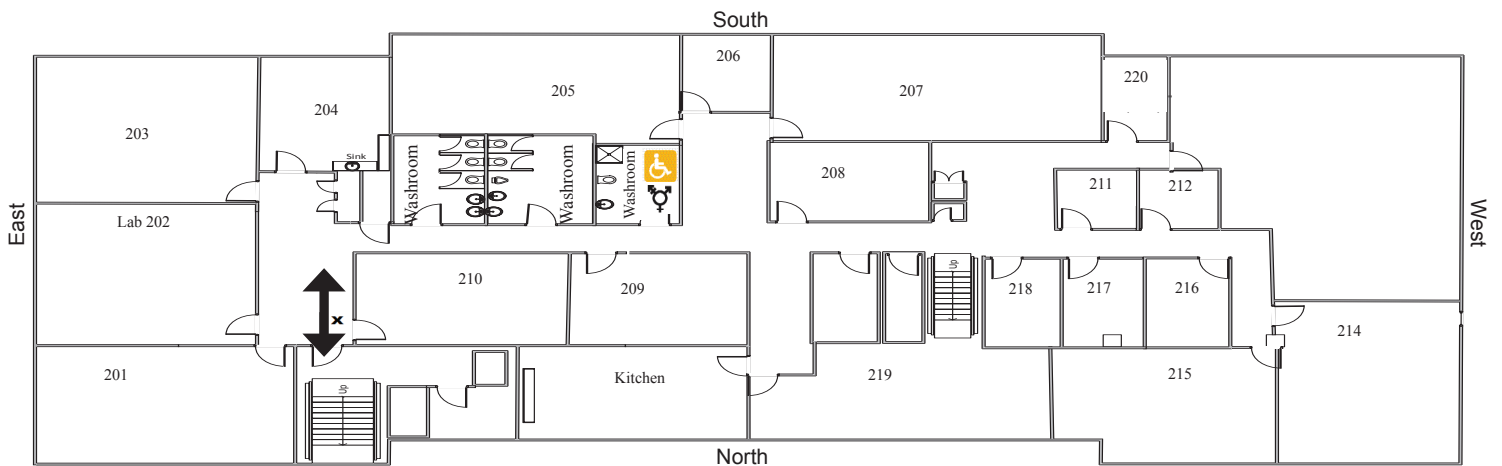 South
206
220
205
207
203
204
Sink
Washroom
Washroom
Washroom
208
211
212
East
Lab 202
West
210
209
Up
218
217
216
x
214
201
Up
Kitchen
219
215
North